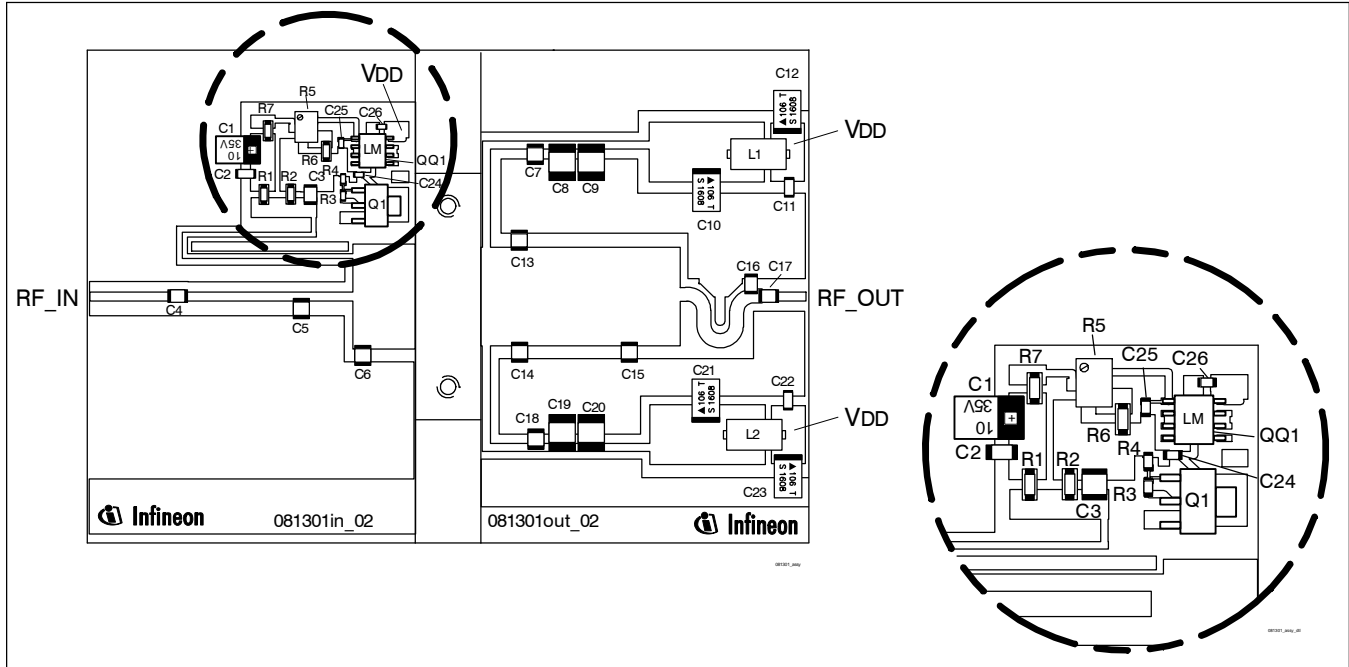 VDD
R5
R7
C25
C26
C1
10
35V
LM
R6
QQ1
C2
R4
R1
R2
C3
C24
R3
Q1
C12
106 T
S 1608
VDD
L1
C7
C8
C9
106 T
S 1608
C11
C10
C13
C16
C17
RF_IN
RF_OUT
C4
C5
C6
C14
C15
C21
106 T
S 1608
C22
C18
C19
C20
VDD
L2
C23
106 T
S 1608
Infineon
081301in_02
081301out_02
Infineon
081301_assy
R5
R7
C25
C26
C1
10
35V
LM
R6
QQ1
C2
R4
R1
R2
C24
R3
Q1
C3
081301_assy_dtl